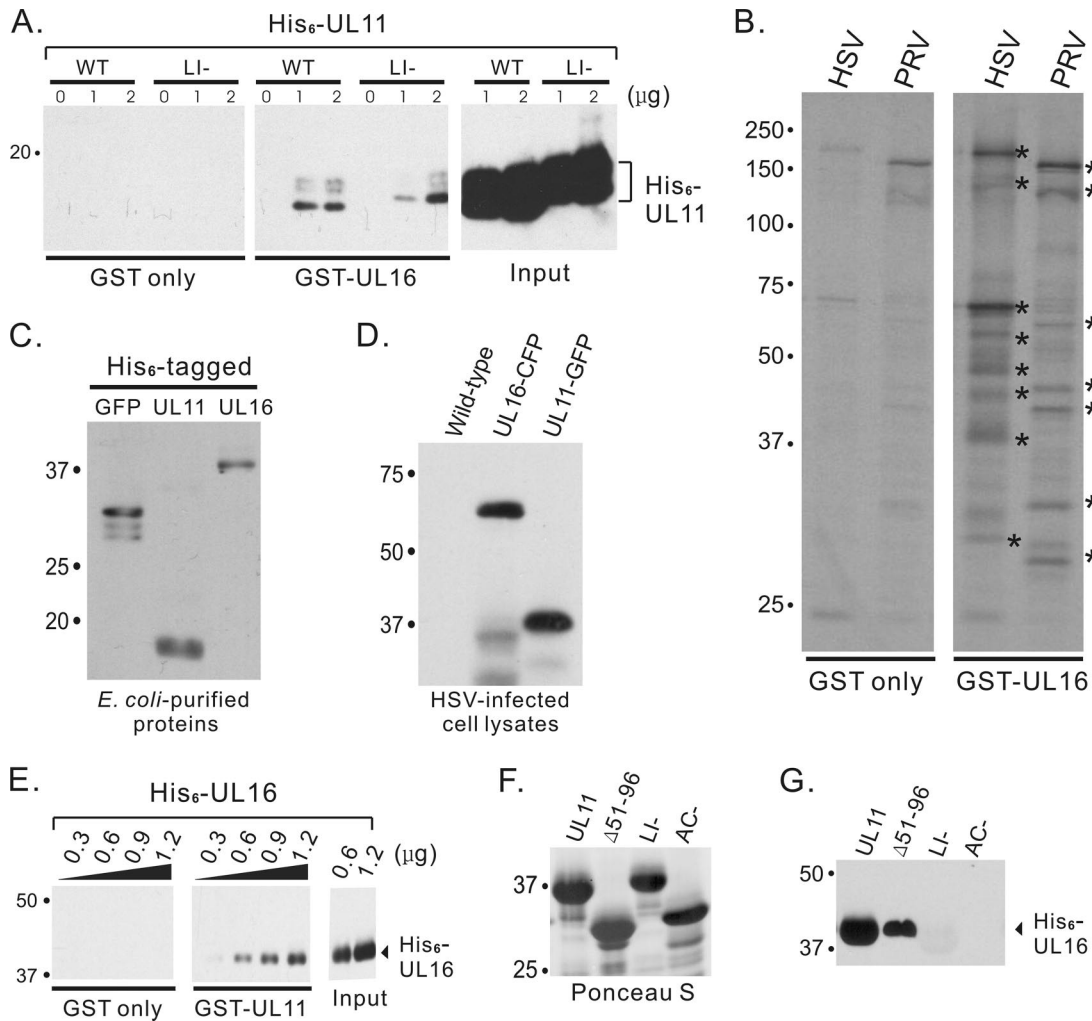 A.
His₆-UL11
WT LI- WT LI- WT LI-
0 1 2 0 1 2 0 1 2 0 1 2 1 2 1 2 (μg)
20
His₆-
UL11
GST only GST-UL16 Input
B.
HSV PRV HSV PRV
250
150
100
75
50
37
25
* * * * * * * *
* * * * * * *
GST only GST-UL16
C.
His₆-tagged
GFP UL11 UL16
37
25
20
E. coli-purified
proteins
D.
Wild-type UL16-CFP UL11-GFP
75
50
37
HSV-infected
cell lysates
E.
His₆-UL16
0.3 0.6 0.9 1.2 0.3 0.6 0.9 1.2 0.6 1.2 (μg)
50
37
His₆-
UL16
GST only GST-UL11 Input
F.
UL11 Δ51-96 LI- AC-
37
25
Ponceau S
G.
UL11 Δ51-96 LI- AC-
50
37
His₆-
UL16